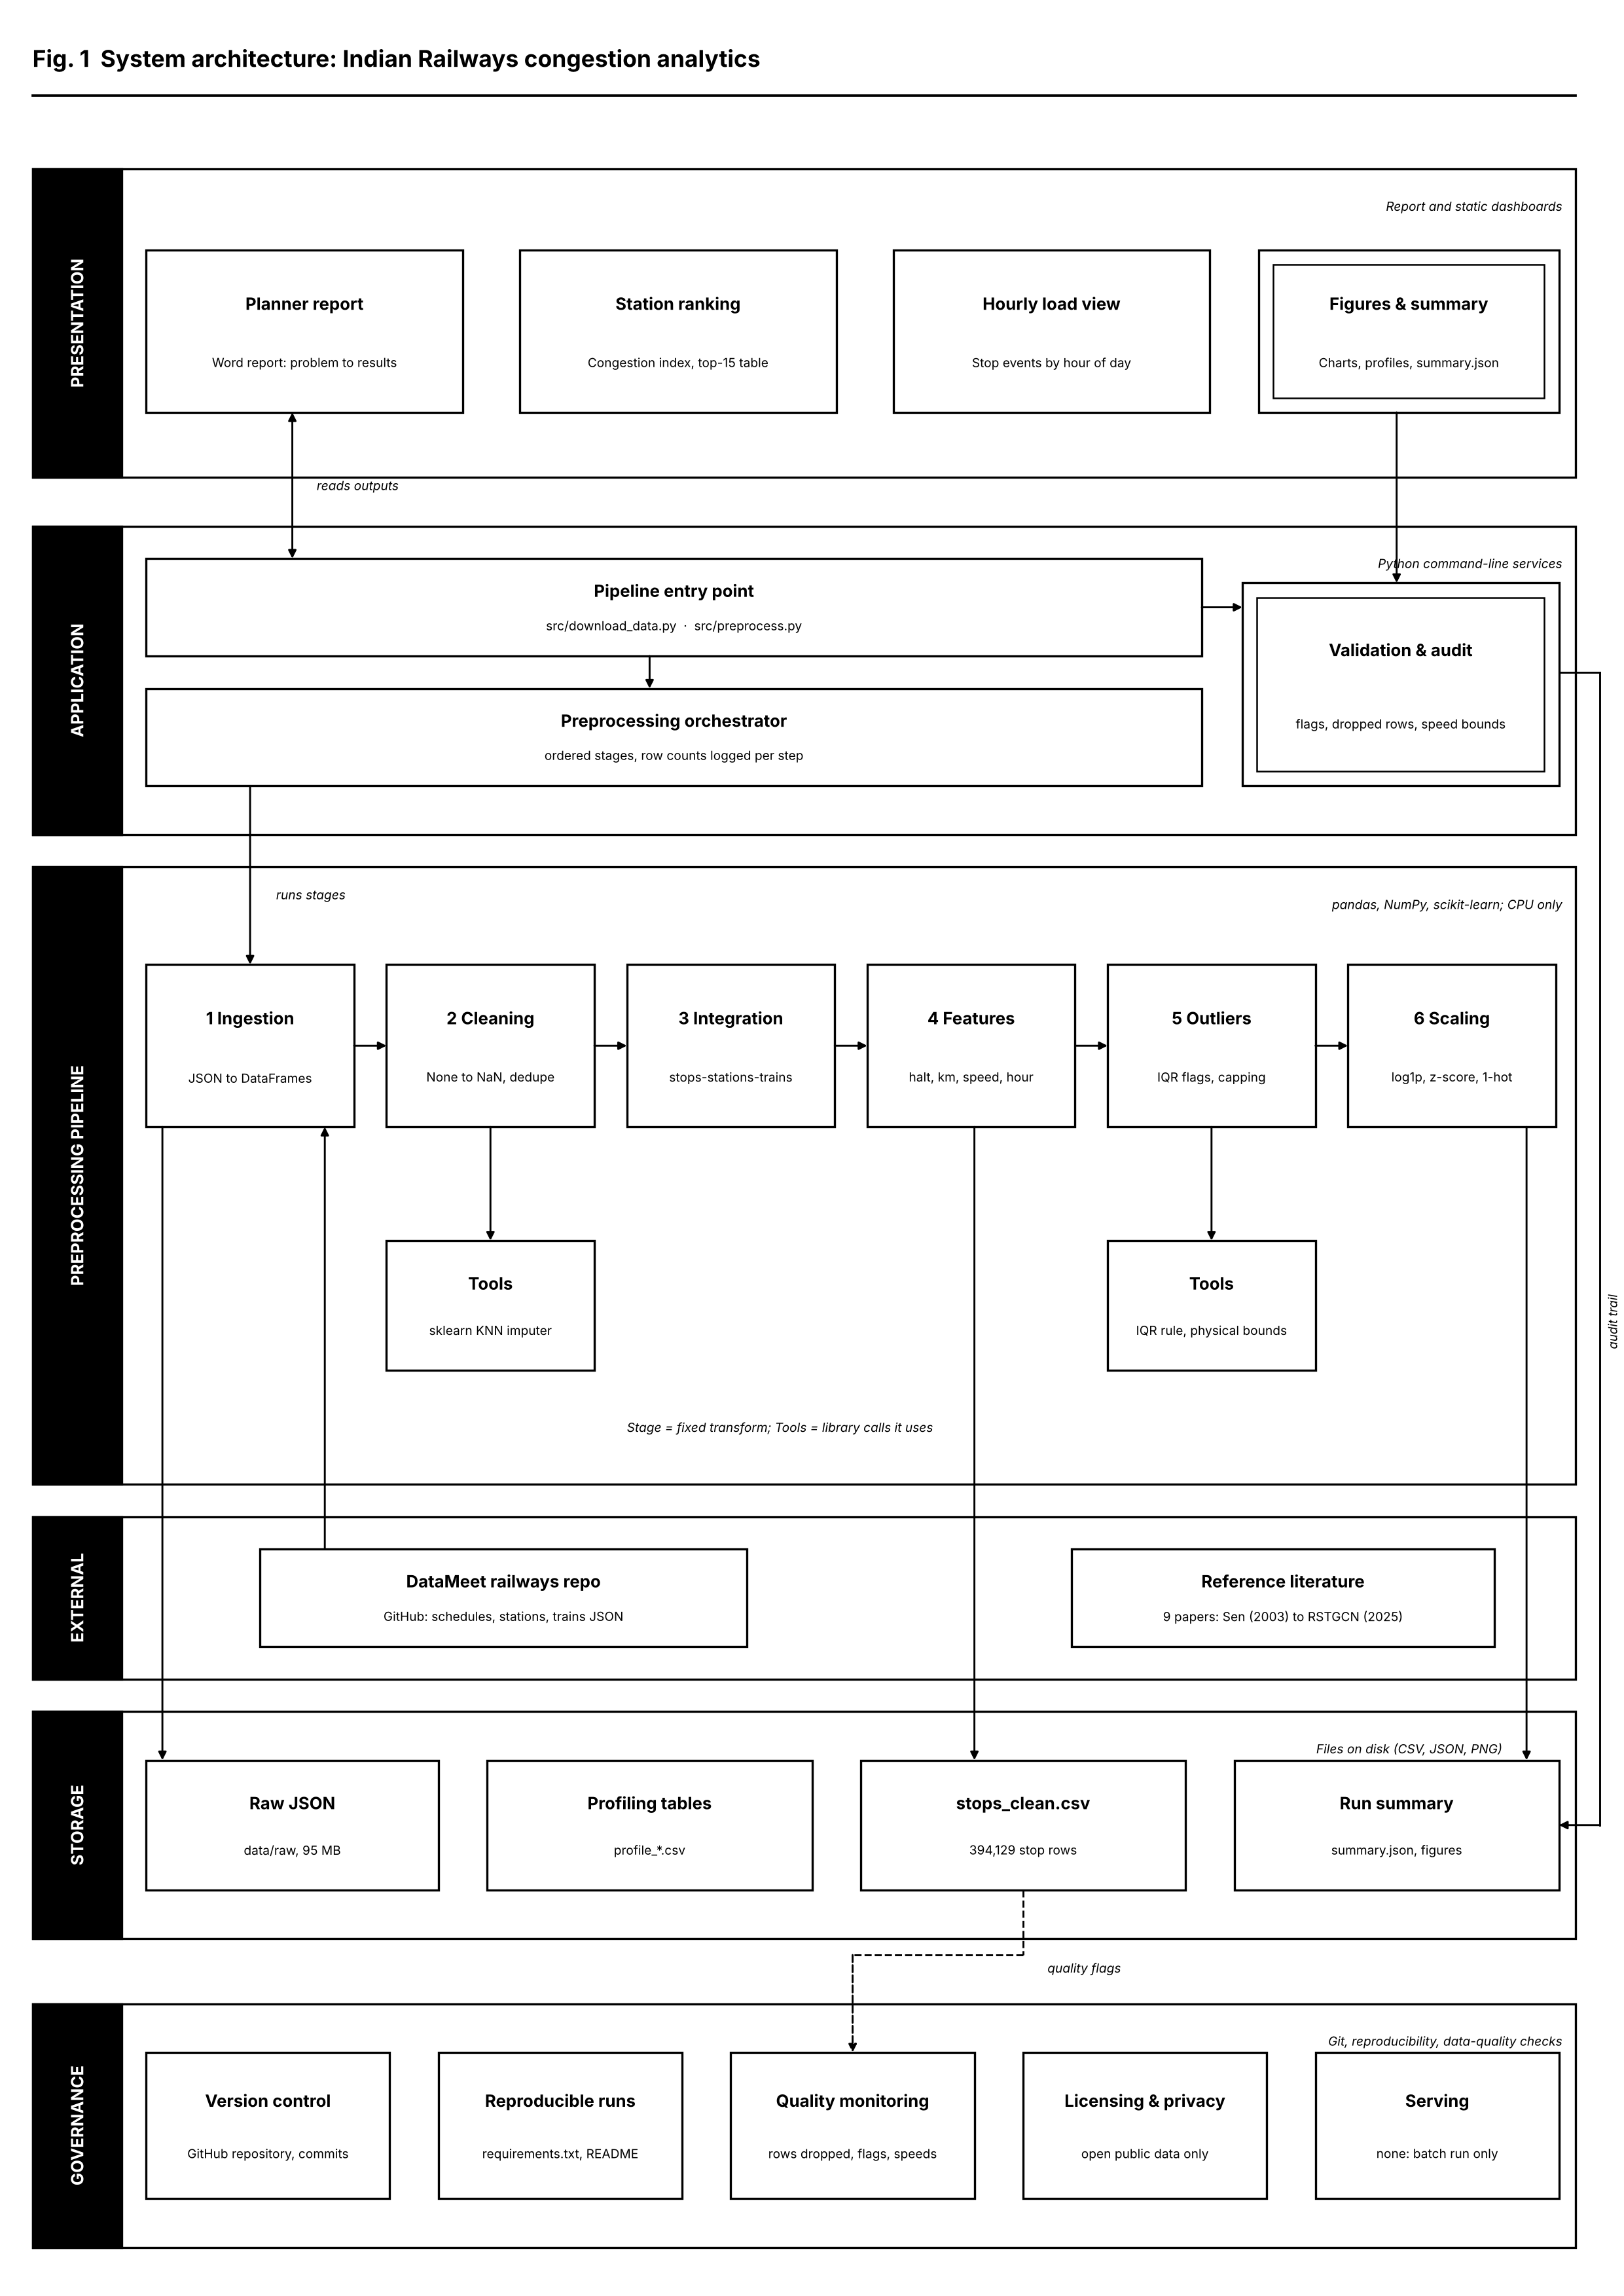 Fig. 1 System architecture: Indian Railways congestion analytics
PRESENTATION
Report and static dashboards
Planner report
Word report: problem to results
Station ranking
Congestion index, top-15 table
Hourly load view
Stop events by hour of day
Figures & summary
Charts, profiles, summary.json
reads outputs
APPLICATION
Python command-line services
Pipeline entry point
src/download_data.py · src/preprocess.py
Preprocessing orchestrator
ordered stages, row counts logged per step
Validation & audit
flags, dropped rows, speed bounds
audit trail
PREPROCESSING PIPELINE
runs stages
pandas, NumPy, scikit-learn; CPU only
1 Ingestion
JSON to DataFrames
2 Cleaning
None to NaN, dedupe
3 Integration
stops-stations-trains
4 Features
halt, km, speed, hour
5 Outliers
IQR flags, capping
6 Scaling
log1p, z-score, 1-hot
Tools
sklearn KNN imputer
Tools
IQR rule, physical bounds
Stage = fixed transform; Tools = library calls it uses
EXTERNAL
DataMeet railways repo
GitHub: schedules, stations, trains JSON
Reference literature
9 papers: Sen (2003) to RSTGCN (2025)
STORAGE
Files on disk (CSV, JSON, PNG)
Raw JSON
data/raw, 95 MB
Profiling tables
profile_*.csv
stops_clean.csv
394,129 stop rows
Run summary
summary.json, figures
quality flags
GOVERNANCE
Git, reproducibility, data-quality checks
Version control
GitHub repository, commits
Reproducible runs
requirements.txt, README
Quality monitoring
rows dropped, flags, speeds
Licensing & privacy
open public data only
Serving
none: batch run only